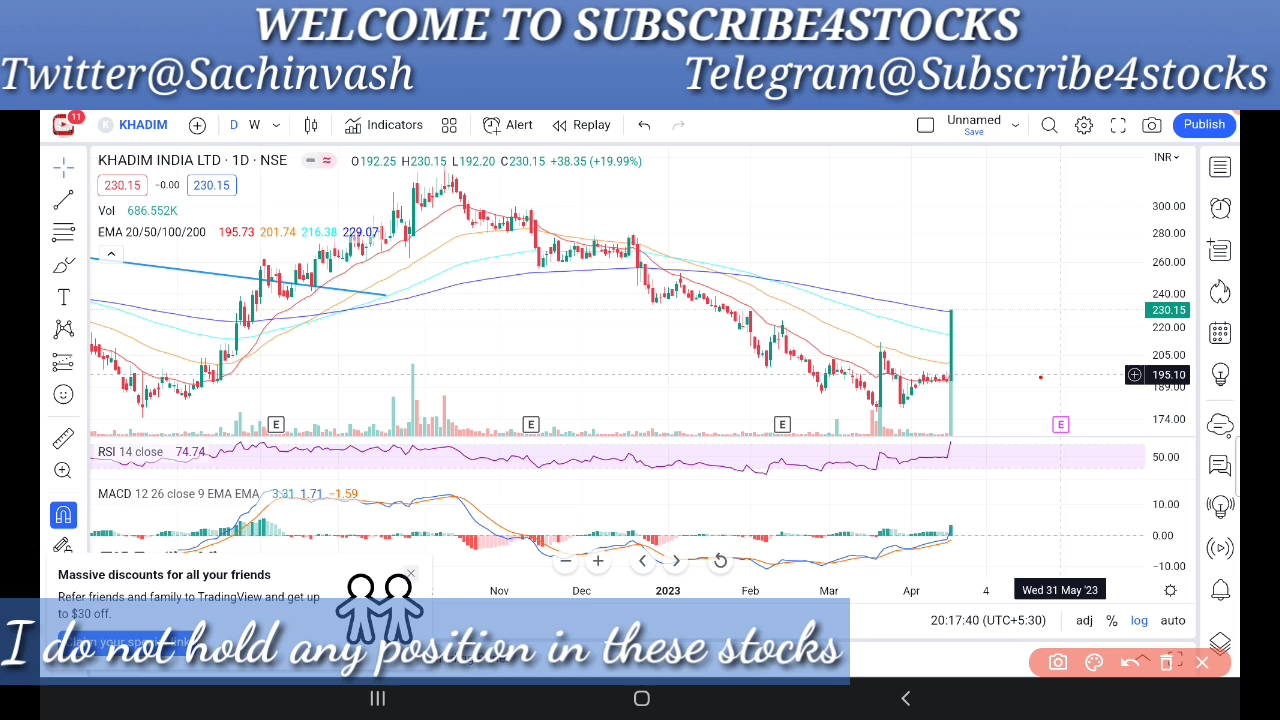 WELCOME TO SUBSCRIBE4STOCKS
Twitter@Sachinvash Telegram@Subscribe4stocks
11 K KHADIM D W Indicators Alert Replay Unnamed Save Publish
KHADIM INDIA LTD · 1D · NSE O192.25 H230.15 L192.20 C230.15 +38.35 (+19.99%) INR
230.15 −0.00 230.15
Vol 686.552K
EMA 20/50/100/200 195.73 201.74 216.38 229.07
300.00
280.00
260.00
240.00
230.15
220.00
205.00
195.10
189.00
174.00
E E E E
RSI 14 close 74.74 50.00
MACD 12 26 close 9 EMA EMA 3.31 1.71 −1.59 10.00
0.00
−10.00
Massive discounts for all your friends
Refer friends and family to TradingView and get up
to $30 off.
Nov Dec 2023 Feb Mar Apr 4 Wed 31 May '23
20:17:40 (UTC+5:30) adj % log auto
I do not hold any position in these stocks